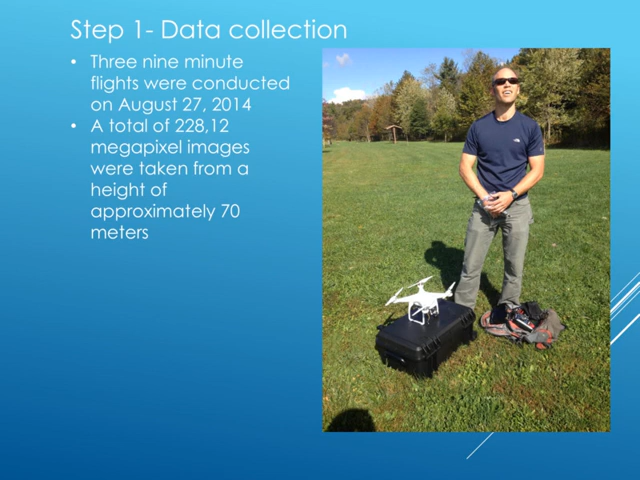 Step 1- Data collection
• Three nine minute
flights were conducted
on August 27, 2014
• A total of 228,12
megapixel images
were taken from a
height of
approximately 70
meters